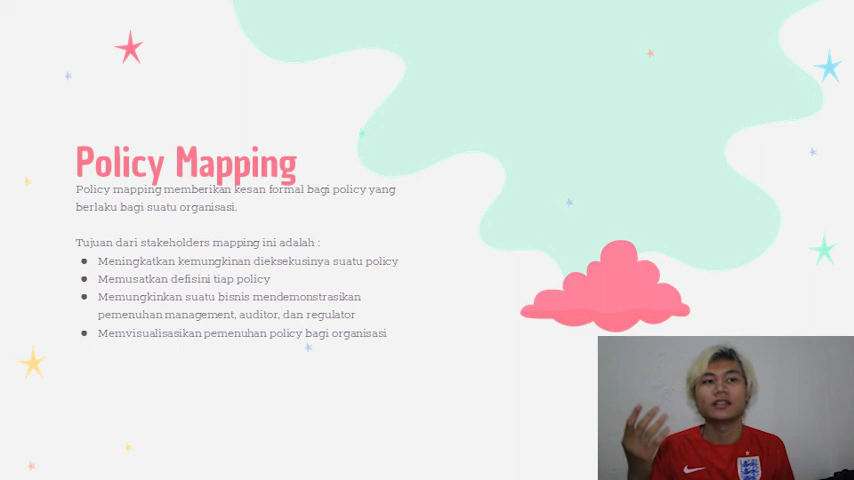 Policy Mapping
Policy mapping memberikan kesan formal bagi policy yang
berlaku bagi suatu organisasi.
Tujuan dari stakeholders mapping ini adalah :
● Meningkatkan kemungkinan dieksekusinya suatu policy
● Memusatkan defisini tiap policy
● Memungkinkan suatu bisnis mendemonstrasikan
pemenuhan management, auditor, dan regulator
● Memvisualisasikan pemenuhan policy bagi organisasi